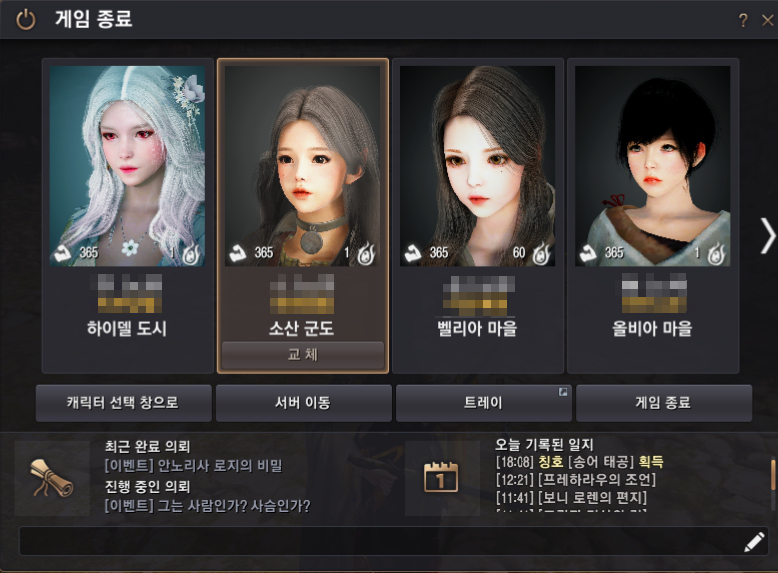 게임 종료
?
365 1
365 1
365 60
365 1
하이델 도시
소산 군도
벨리아 마을
올비아 마을
교 체
캐릭터 선택 창으로
서버 이동
트레이
게임 종료
최근 완료 의뢰
[이벤트] 안노리사 로지의 비밀
진행 중인 의뢰
[이벤트] 그는 사람인가? 사슴인가?
1
오늘 기록된 일지
[18:08] 칭호 [송어 태공] 획득
[12:21] [프레하라우의 조언]
[11:41] [보니 로렌의 편지]